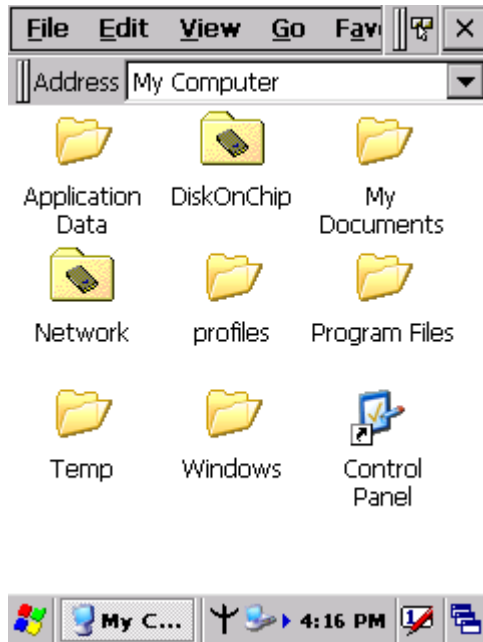 File Edit View Go Fav
Address My Computer
Application Data
DiskOnChip
My Documents
Network
profiles
Program Files
Temp
Windows
Control Panel
My C... 4:16 PM